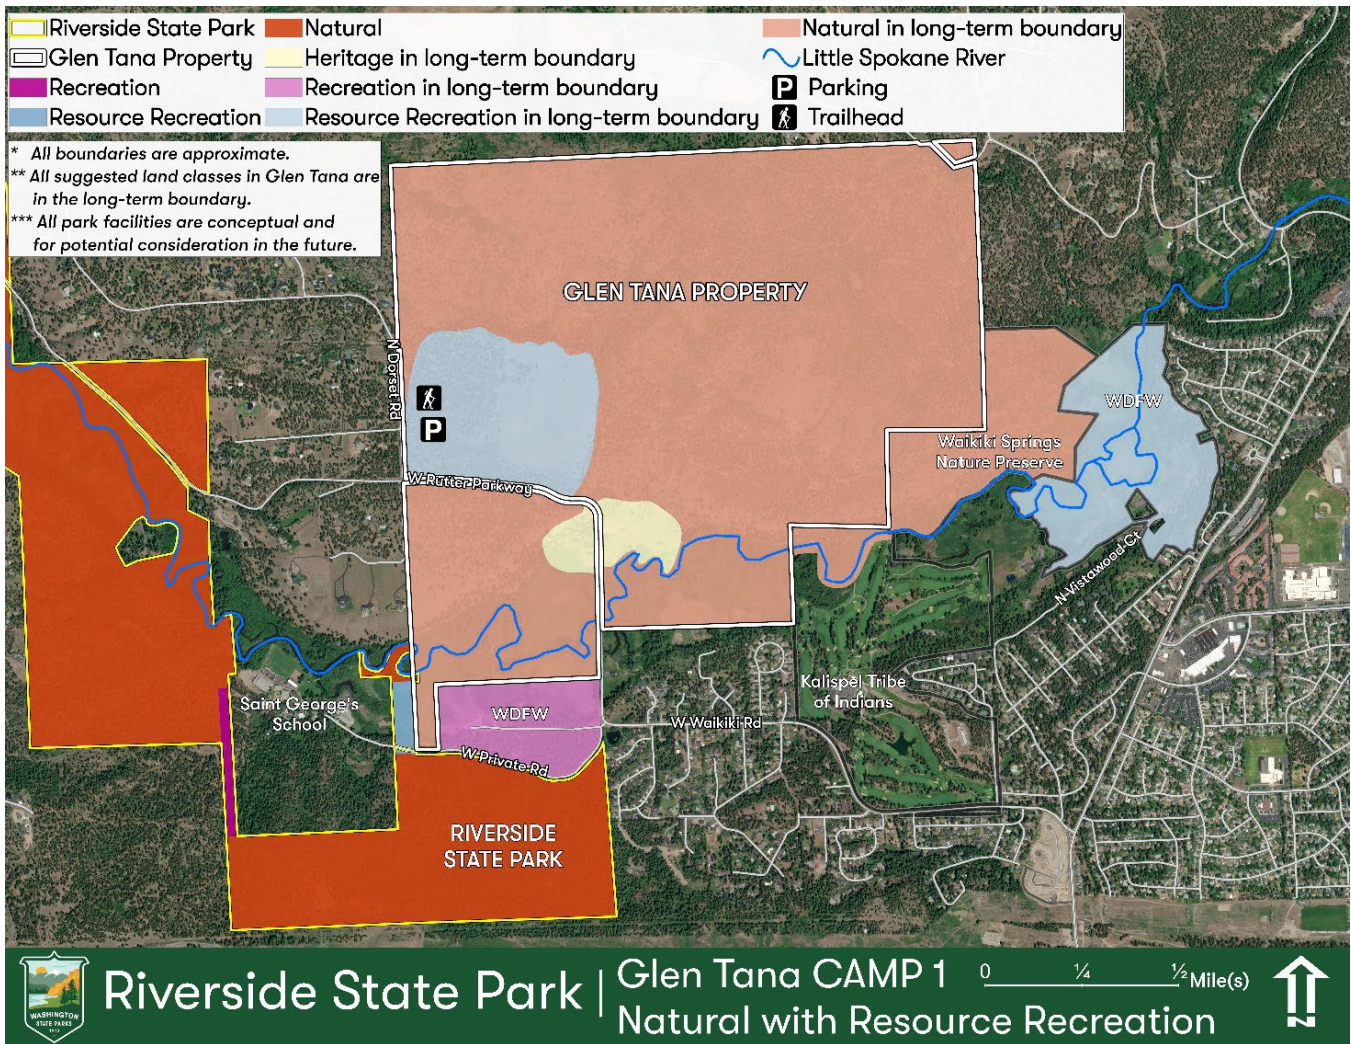 Riverside State Park
Natural
Natural in long-term boundary
Glen Tana Property
Heritage in long-term boundary
Little Spokane River
Recreation
Recreation in long-term boundary
P Parking
Resource Recreation
Resource Recreation in long-term boundary
Trailhead
* All boundaries are approximate.
** All suggested land classes in Glen Tana are
in the long-term boundary.
*** All park facilities are conceptual and
for potential consideration in the future.
GLEN TANA PROPERTY
N Dorset Rd
P
W Rutter Parkway
WDFW
Waikiki Springs
Nature Preserve
N Vistawood Ct
Saint George's
School
WDFW
W Private Rd
W Waikiki Rd
Kalispel Tribe
of Indians
RIVERSIDE
STATE PARK
WASHINGTON
STATE PARKS
1913
Riverside State Park
Glen Tana CAMP 1
Natural with Resource Recreation
0 ¼ ½ Mile(s)
N